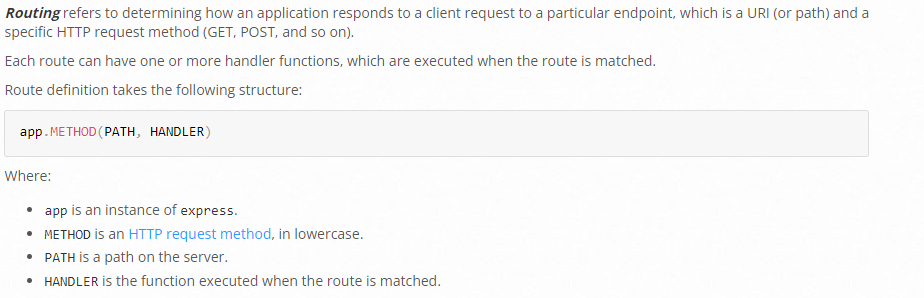 Routing refers to determining how an application responds to a client request to a particular endpoint, which is a URI (or path) and a
specific HTTP request method (GET, POST, and so on).
Each route can have one or more handler functions, which are executed when the route is matched.
Route definition takes the following structure:
app.METHOD(PATH, HANDLER)
Where:
• app is an instance of express.
• METHOD is an HTTP request method, in lowercase.
• PATH is a path on the server.
• HANDLER is the function executed when the route is matched.